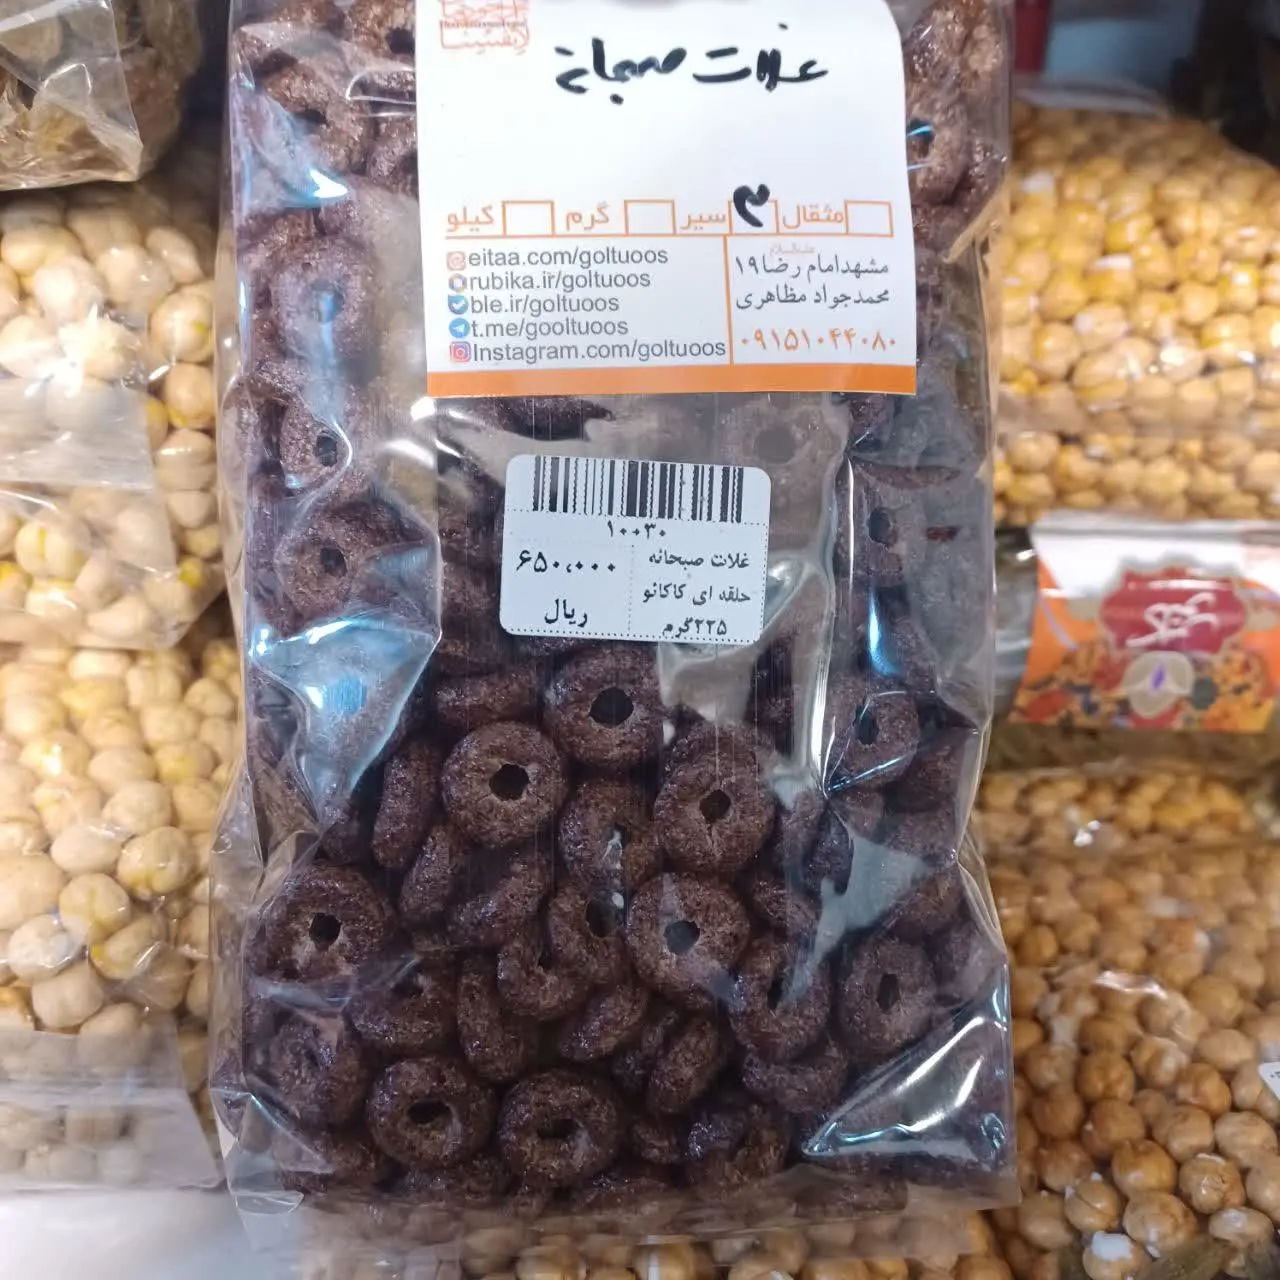 غلات صبحانه
مثقال ۳ سیر گرم کیلو
مشهد امام رضا ۱۹
محمدجواد مظاهری
۰۹۱۵۱۰۴۴۰۸۰
eitaa.com/goltuoos
rubika.ir/goltuoos
ble.ir/goltuoos
t.me/gooltuoos
Instagram.com/goltuoos
۱۰۰۳۰
غلات صبحانه
حلقه ای کاکائو
۲۲۵گرم
۶۵۰،۰۰۰
ریال